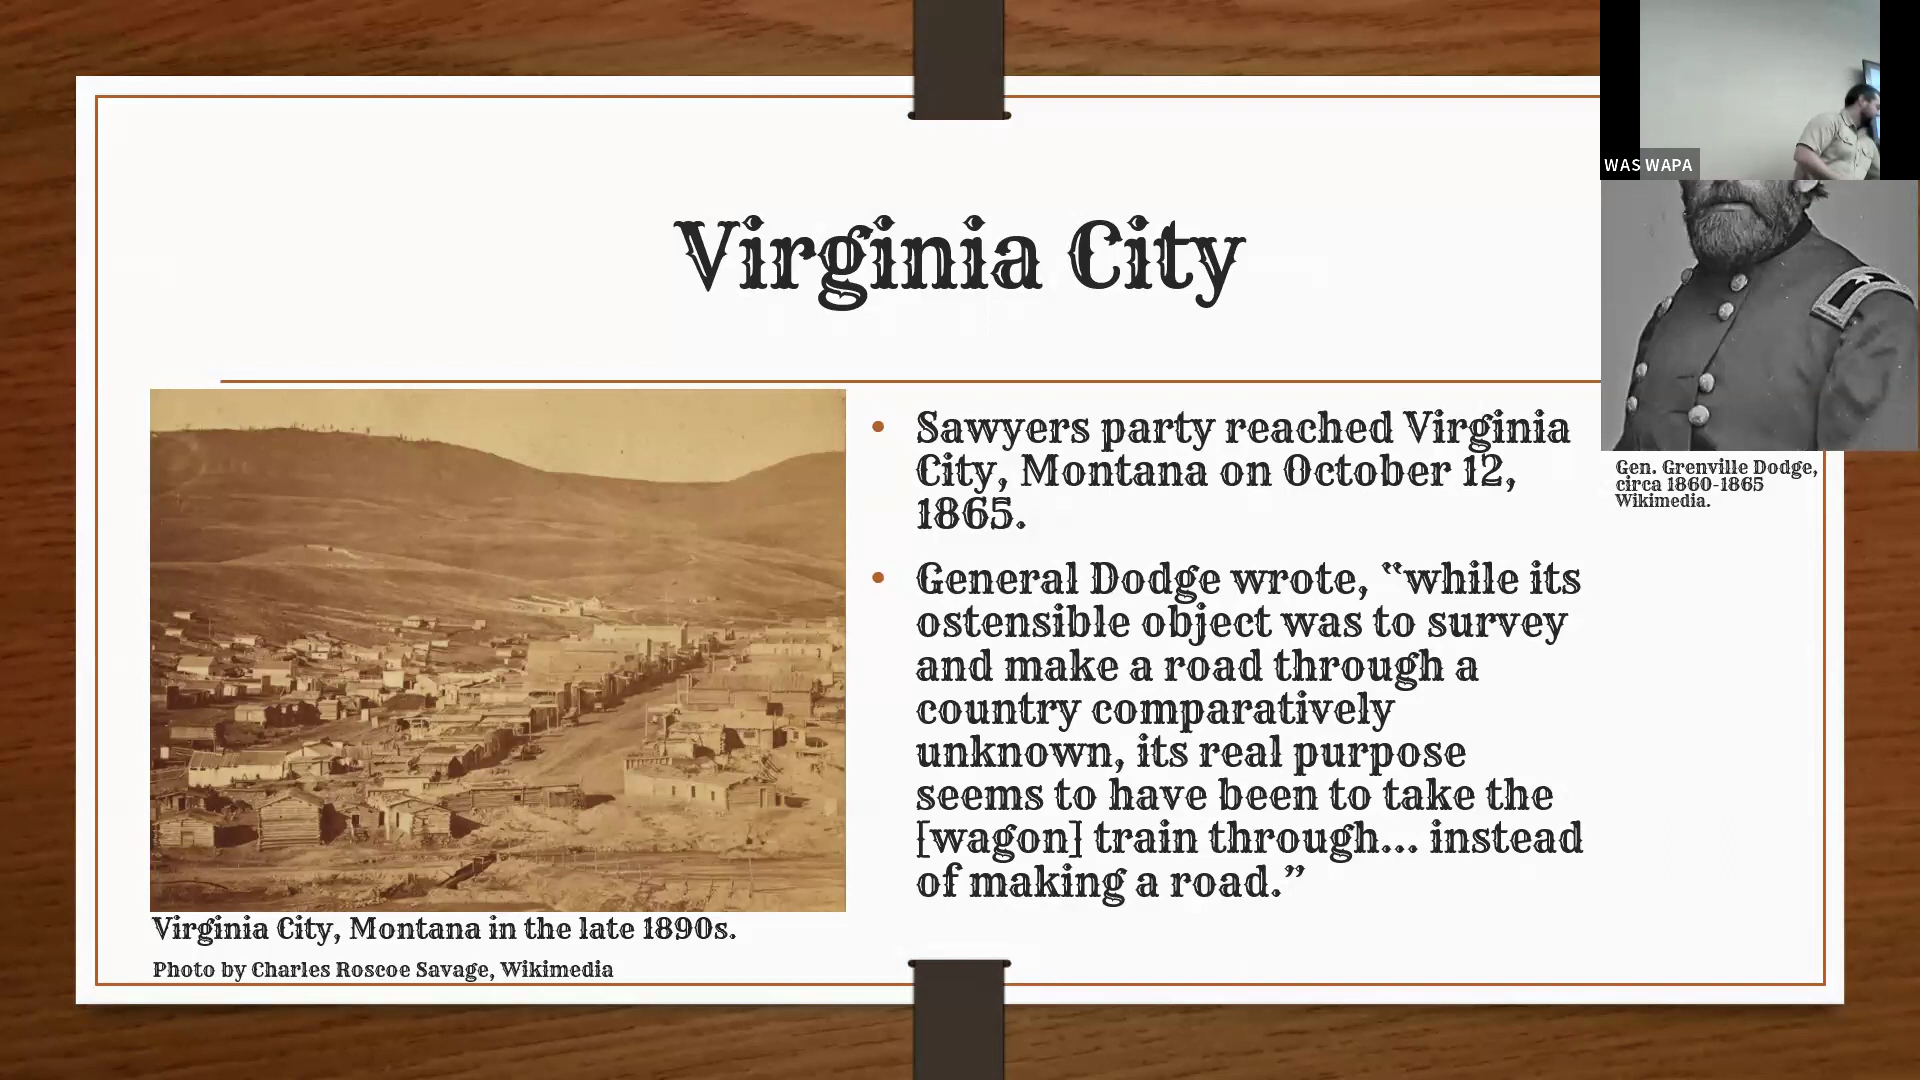 WAS WAPA
Virginia City
Gen. Grenville Dodge,
circa 1860-1865
Wikimedia.
• Sawyers party reached Virginia
City, Montana on October 12,
1865.
• General Dodge wrote, “while its
ostensible object was to survey
and make a road through a
country comparatively
unknown, its real purpose
seems to have been to take the
[wagon] train through... instead
of making a road.”
Virginia City, Montana in the late 1890s.
Photo by Charles Roscoe Savage, Wikimedia